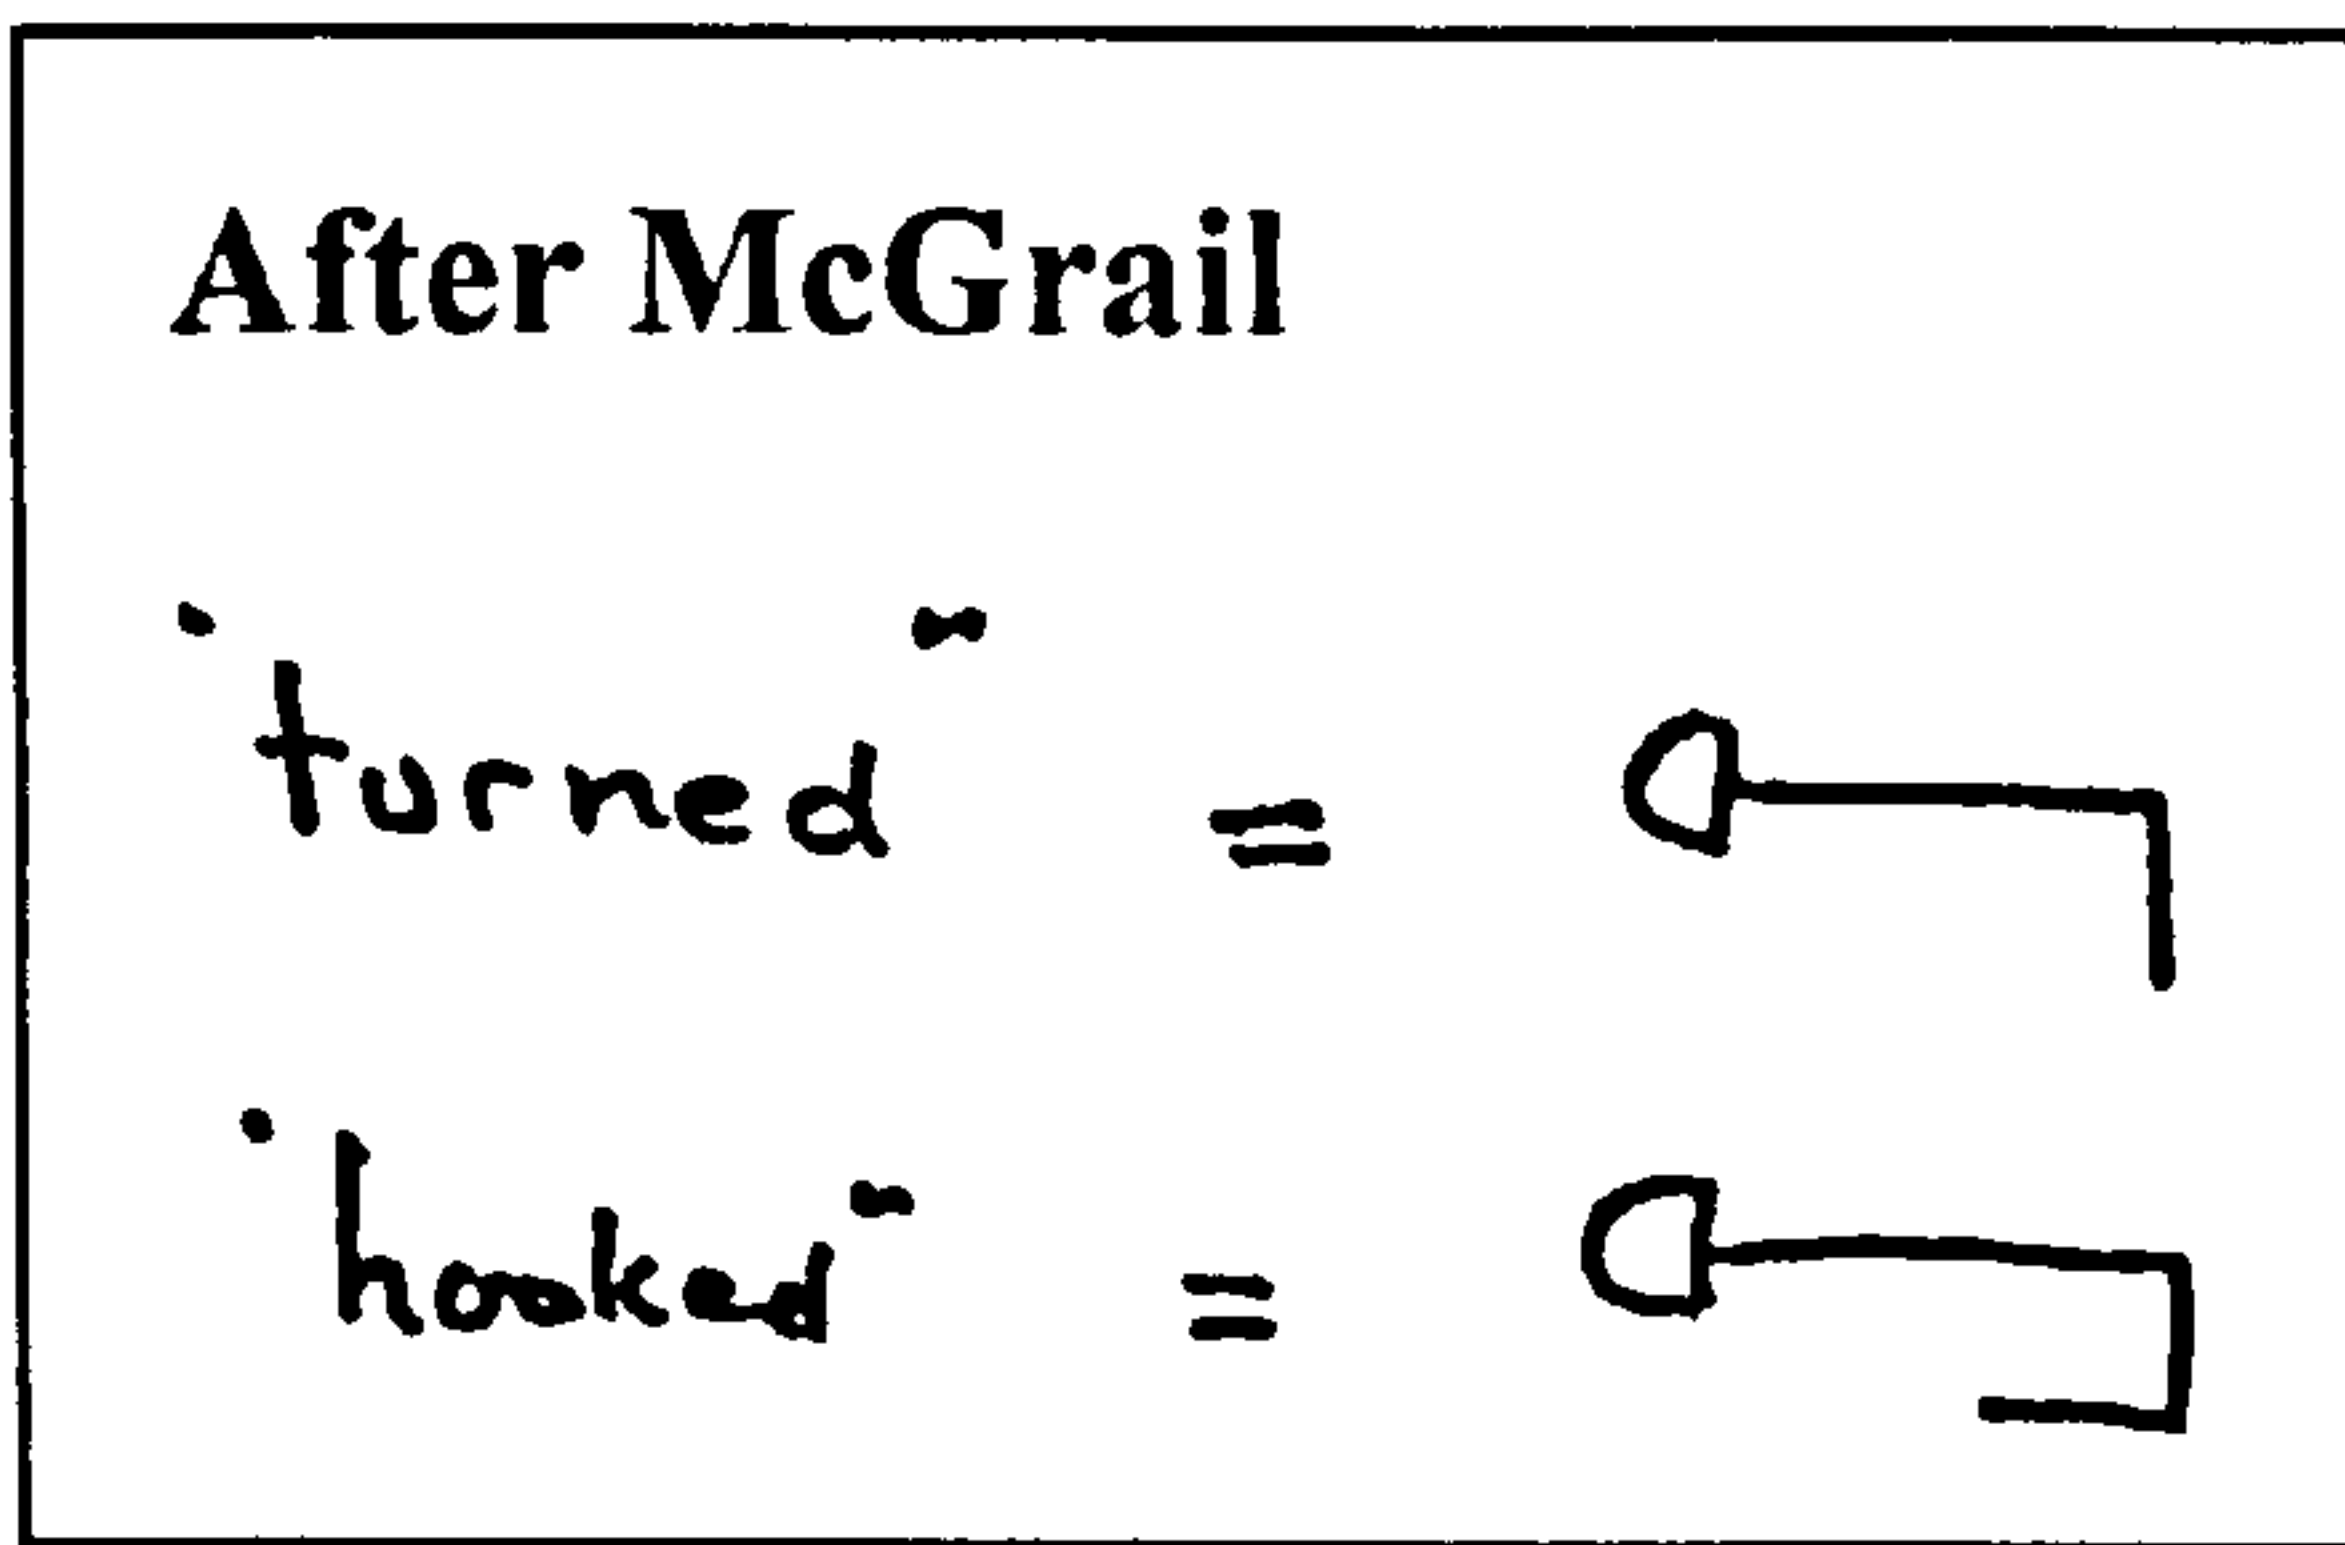 After McGrail
"turned" =
"hooked" =